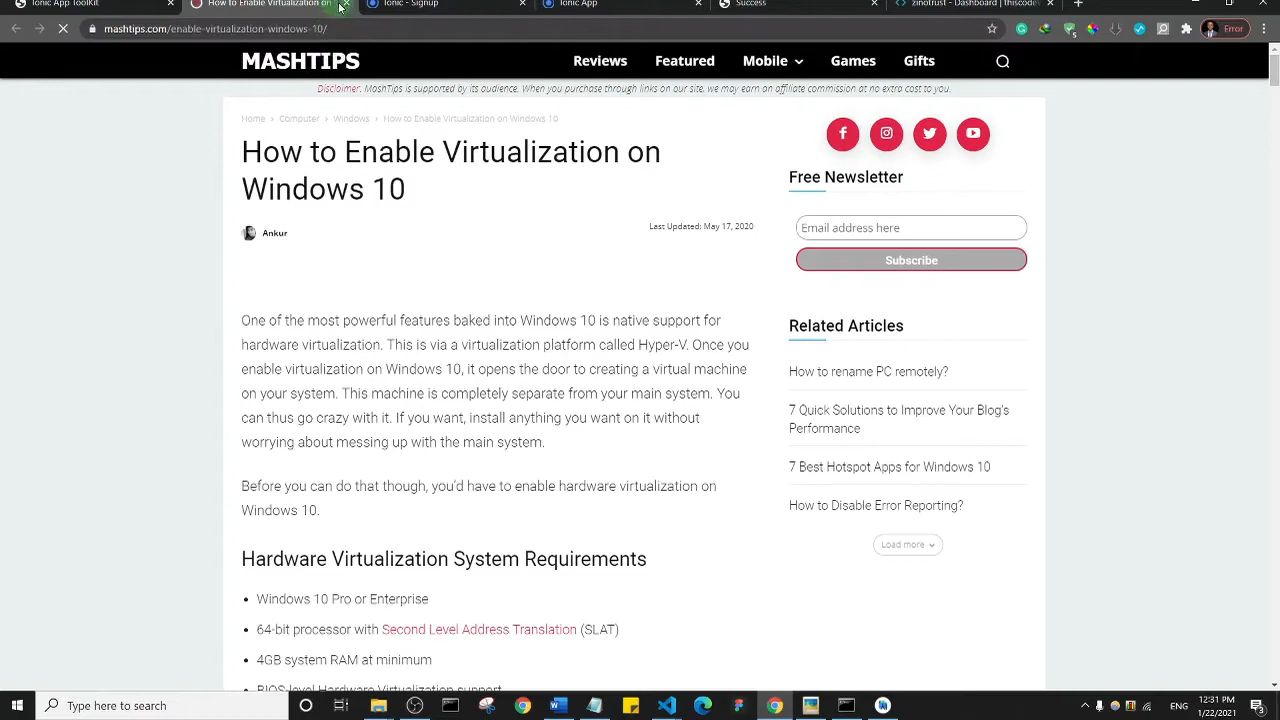 Ionic App Toolkit
How to Enable Virtualization on
Ionic - Signup
Ionic App
Success
zinotrust - Dashboard | thiscodew
mashtips.com/enable-virtualization-windows-10/
Error
MASHTIPS
Reviews
Featured
Mobile
Games
Gifts
Disclaimer: MashTips is supported by its audience. When you purchase through links on our site, we may earn an affiliate commission at no extra cost to you.
Home › Computer › Windows › How to Enable Virtualization on Windows 10
How to Enable Virtualization on
Windows 10
Ankur
Last Updated: May 17, 2020
One of the most powerful features baked into Windows 10 is native support for
hardware virtualization. This is via a virtualization platform called Hyper-V. Once you
enable virtualization on Windows 10, it opens the door to creating a virtual machine
on your system. This machine is completely separate from your main system. You
can thus go crazy with it. If you want, install anything you want on it without
worrying about messing up with the main system.
Before you can do that though, you'd have to enable hardware virtualization on
Windows 10.
Hardware Virtualization System Requirements
• Windows 10 Pro or Enterprise
• 64-bit processor with Second Level Address Translation (SLAT)
• 4GB system RAM at minimum
• BIOS-level Hardware Virtualization support
Free Newsletter
Email address here
Subscribe
Related Articles
How to rename PC remotely?
7 Quick Solutions to Improve Your Blog's
Performance
7 Best Hotspot Apps for Windows 10
How to Disable Error Reporting?
Load more
Type here to search
ENG
12:31 PM
1/22/2021